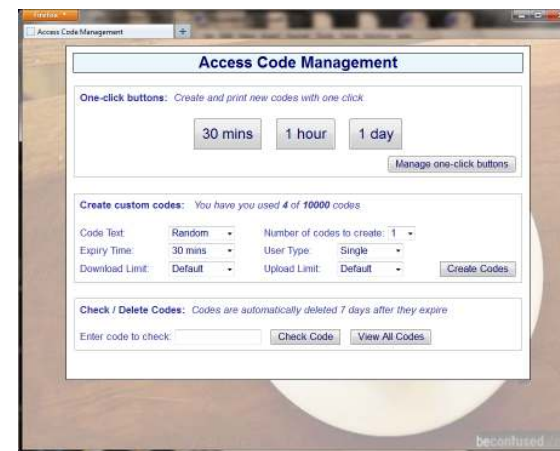 Firefox
Access Code Management
Access Code Management
One-click buttons: Create and print new codes with one click
30 mins 1 hour 1 day
Manage one-click buttons
Create custom codes: You have you used 4 of 10000 codes
Code Text: Random Number of codes to create: 1
Expiry Time: 30 mins User Type: Single
Download Limit: Default Upload Limit: Default Create Codes
Check / Delete Codes: Codes are automatically deleted 7 days after they expire
Enter code to check: Check Code View All Codes
beconfused